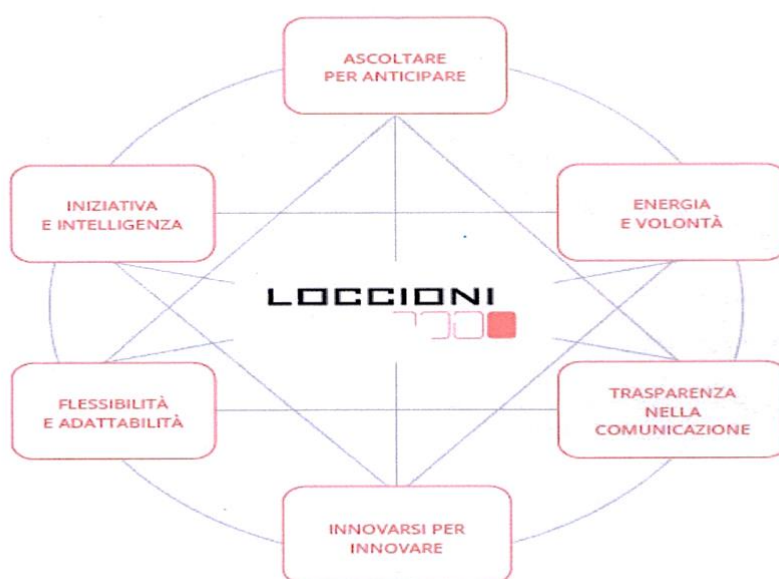 ASCOLTARE
PER ANTICIPARE
INIZIATIVA
E INTELLIGENZA
ENERGIA
E VOLONTÀ
LOCCIONI
FLESSIBILITÀ
E ADATTABILITÀ
TRASPARENZA
NELLA
COMUNICAZIONE
INNOVARSI PER
INNOVARE